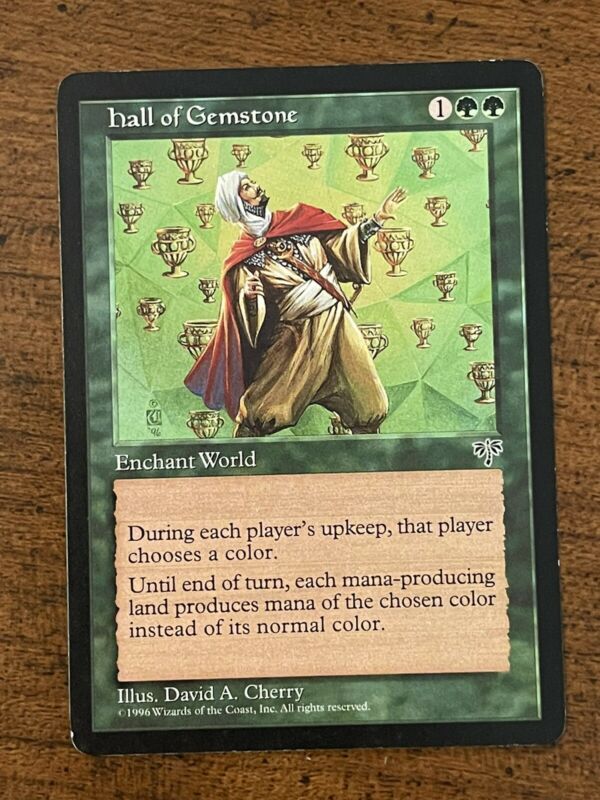 Hall of Gemstone
1
'96
Enchant World
During each player's upkeep, that player
chooses a color.
Until end of turn, each mana-producing
land produces mana of the chosen color
instead of its normal color.
Illus. David A. Cherry
©1996 Wizards of the Coast, Inc. All rights reserved.